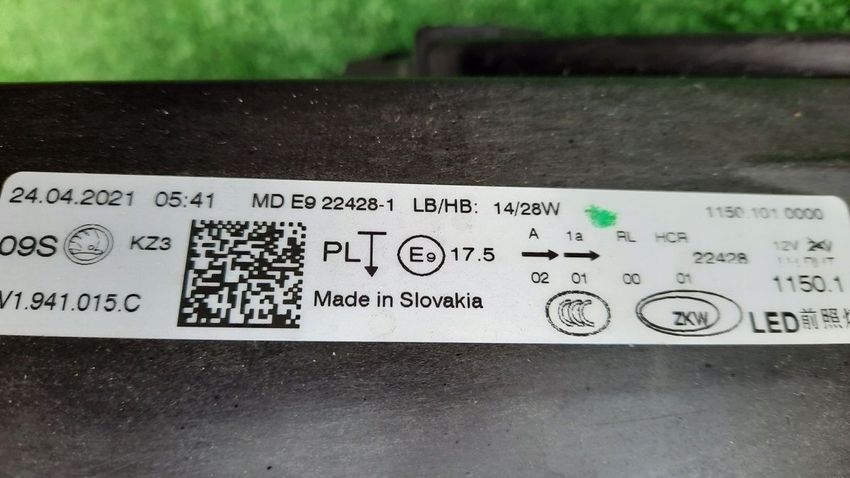 24.04.2021 05:41 MD E9 22428-1 LB/HB: 14/28W 1150.101.0000
09S KZ3 PL E9 17.5 A 1a RL HCR 22428 12V 24V
02 01 00 01
V1.941.015.C Made in Slovakia CCC ZKW LED前照 1150.1